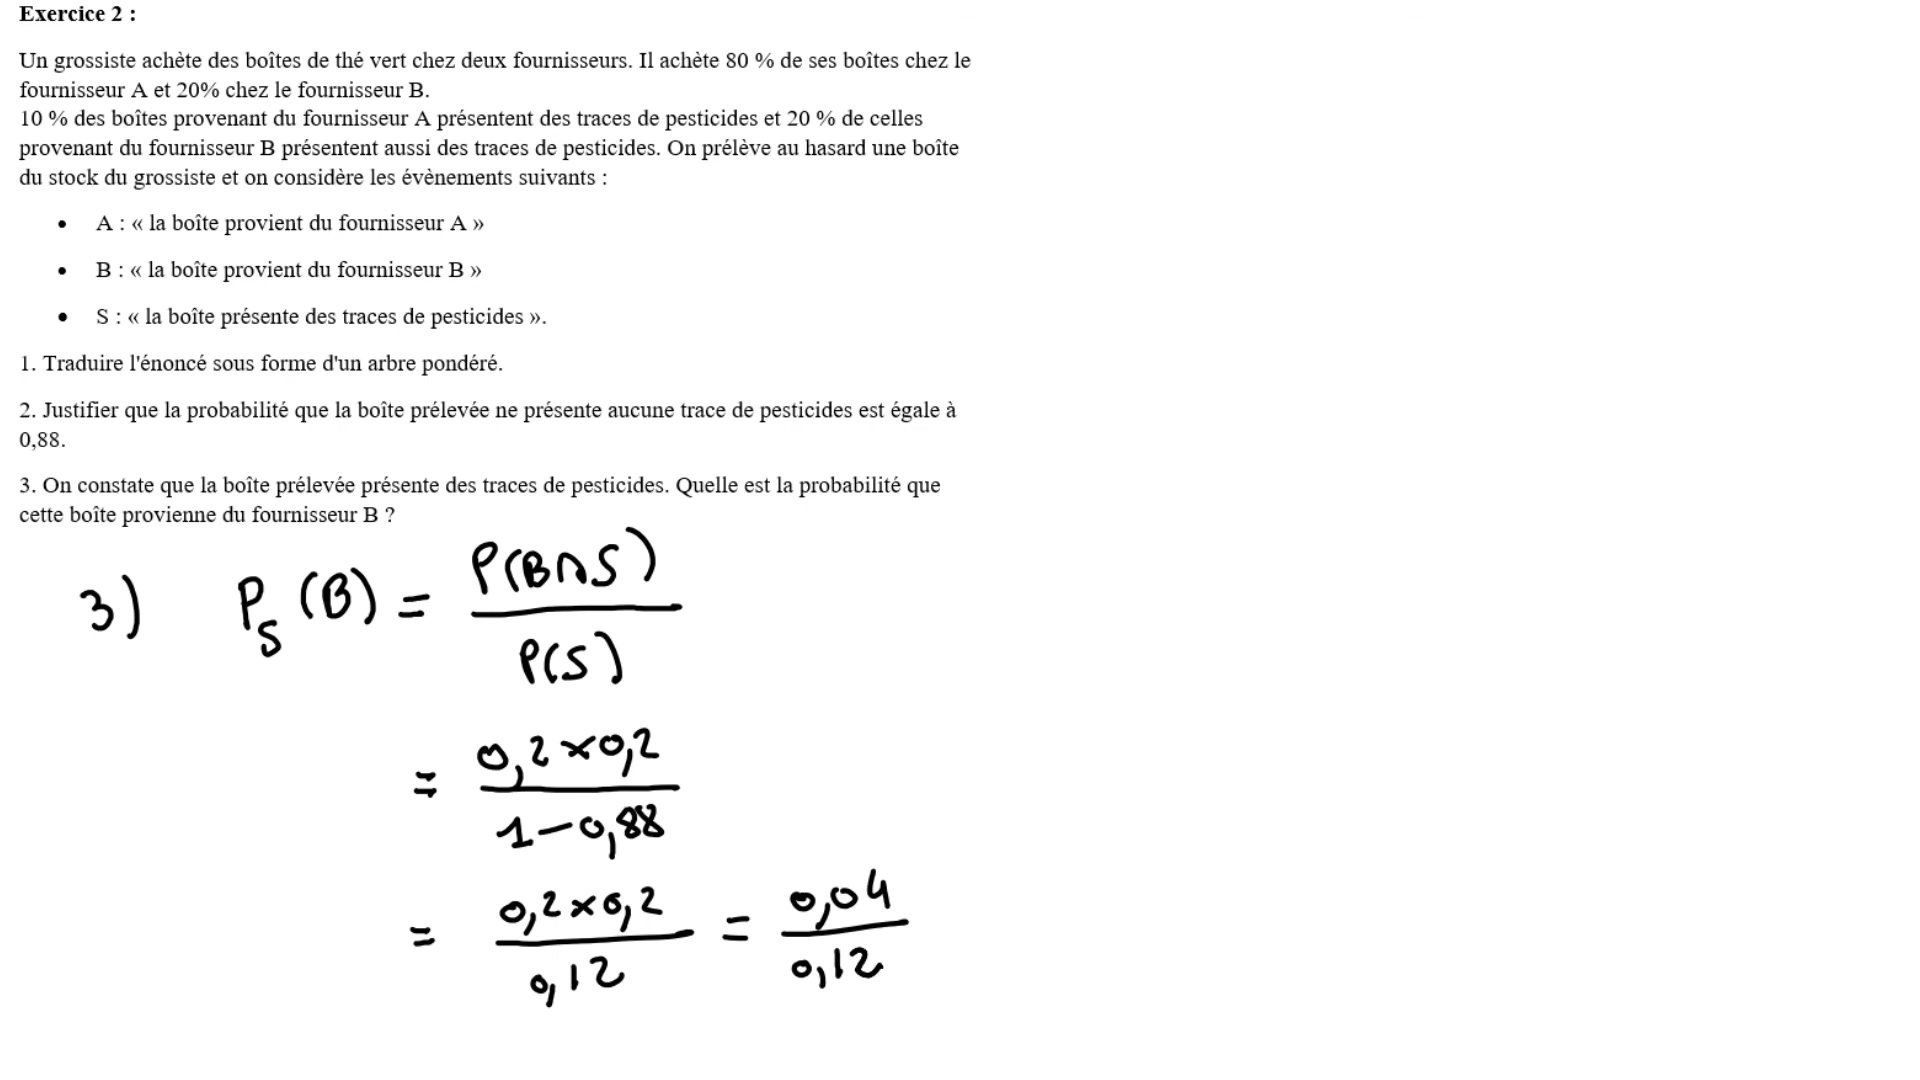 Exercice 2 :
Un grossiste achète des boîtes de thé vert chez deux fournisseurs. Il achète 80 % de ses boîtes chez le
fournisseur A et 20% chez le fournisseur B.
10 % des boîtes provenant du fournisseur A présentent des traces de pesticides et 20 % de celles
provenant du fournisseur B présentent aussi des traces de pesticides. On prélève au hasard une boîte
du stock du grossiste et on considère les évènements suivants :
• A : « la boîte provient du fournisseur A »
• B : « la boîte provient du fournisseur B »
• S : « la boîte présente des traces de pesticides ».
1. Traduire l'énoncé sous forme d'un arbre pondéré.
2. Justifier que la probabilité que la boîte prélevée ne présente aucune trace de pesticides est égale à
0,88.
3. On constate que la boîte prélevée présente des traces de pesticides. Quelle est la probabilité que
cette boîte provienne du fournisseur B ?
3) P_S (B) = P(B∩S) / P(S)
= 0,2 × 0,2 / 1 - 0,88
= 0,2 × 0,2 / 0,12 = 0,04 / 0,12